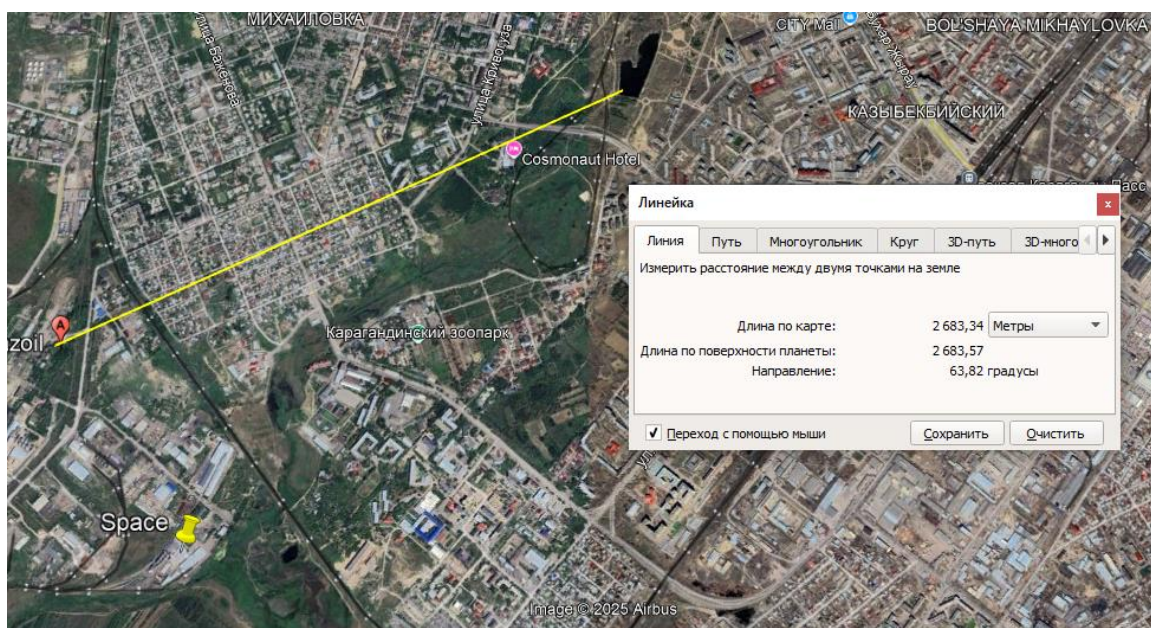 МИХАЙЛОВКА
CITY Mall
BOL'SHAYA MIKHAYLOVKA
улица Баженова
улица Кривогуза
Бухар Жырау
КАЗЫБЕКБИЙСКИЙ
Cosmonaut Hotel
A
zoil
Карагандинский зоопарк
Space
Линейка
x
Линия
Путь
Многоугольник
Круг
3D-путь
3D-много
Измерить расстояние между двумя точками на земле
Длина по карте: 2 683,34 Метры
Длина по поверхности планеты: 2 683,57
Направление: 63,82 градусы
Переход с помощью мыши
Сохранить
Очистить
Image © 2025 Airbus